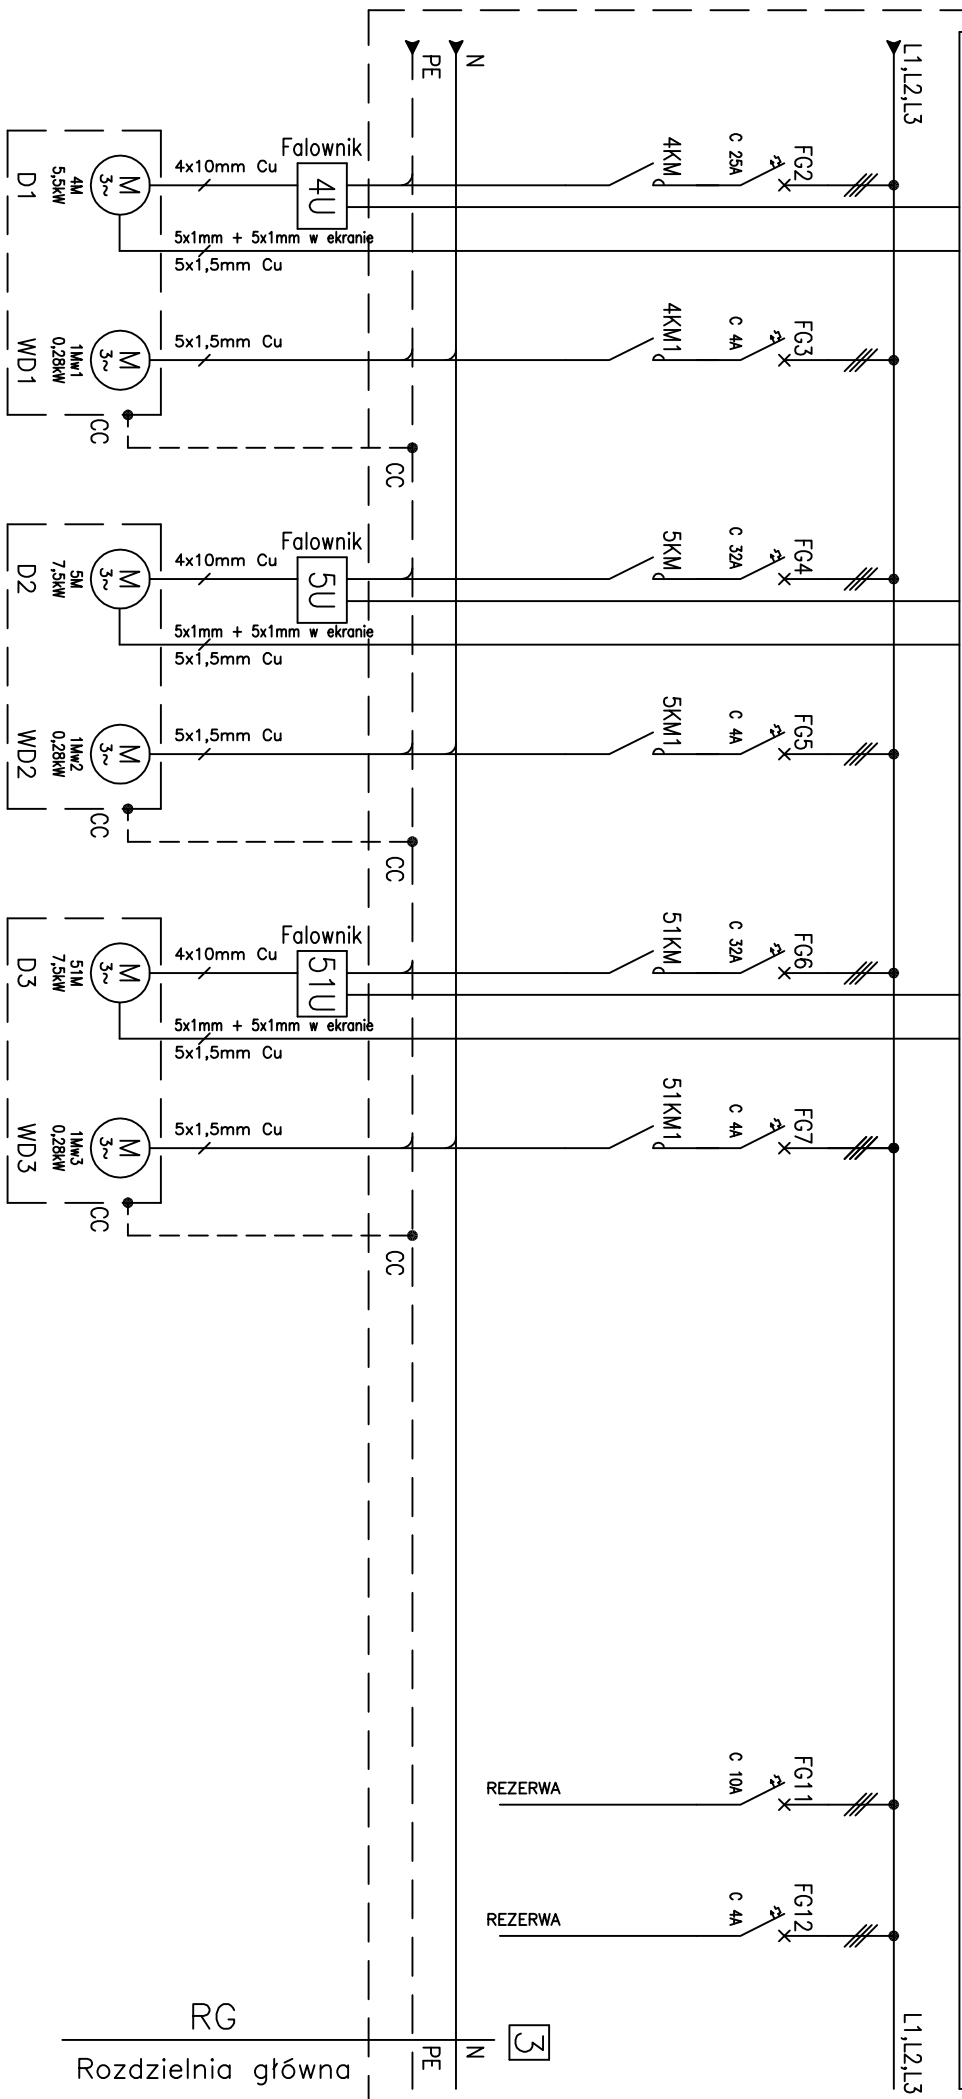 L1,L2,L3
N
PE
FG2
C 25A
4KM
Falownik
4U
4x10mm Cu
5x1mm + 5x1mm w ekranie
5x1,5mm Cu
M
3~
4M
5,5kW
D1
FG3
C 4A
4KM1
5x1,5mm Cu
M
3~
1Mw1
0,28kW
WD1
CC
CC
FG4
C 32A
5KM
Falownik
5U
4x10mm Cu
5x1mm + 5x1mm w ekranie
5x1,5mm Cu
M
3~
5M
7,5kW
D2
FG5
C 4A
5KM1
5x1,5mm Cu
M
3~
1Mw2
0,28kW
WD2
CC
CC
FG6
C 32A
51KM
Falownik
51U
4x10mm Cu
5x1mm + 5x1mm w ekranie
5x1,5mm Cu
M
3~
51M
7,5kW
D3
FG7
C 4A
51KM1
5x1,5mm Cu
M
3~
1Mw3
0,28kW
WD3
CC
CC
FG11
C 10A
REZERWA
FG12
C 4A
REZERWA
L1,L2,L3
N
PE
3
RG
Rozdzielnia główna